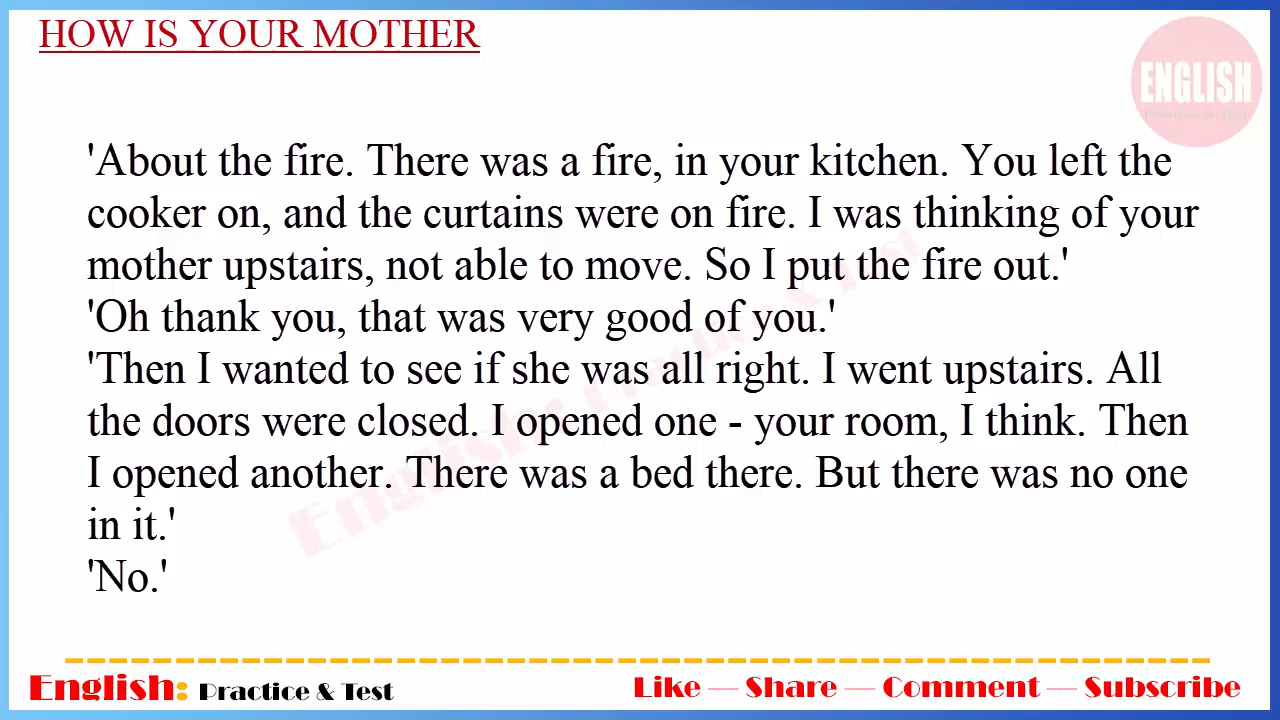 HOW IS YOUR MOTHER
ENGLISH
Practice & Test
'About the fire. There was a fire, in your kitchen. You left the
cooker on, and the curtains were on fire. I was thinking of your
mother upstairs, not able to move. So I put the fire out.'
'Oh thank you, that was very good of you.'
'Then I wanted to see if she was all right. I went upstairs. All
the doors were closed. I opened one - your room, I think. Then
I opened another. There was a bed there. But there was no one
in it.'
'No.'
English: Practice & Test
Like — Share — Comment — Subscribe